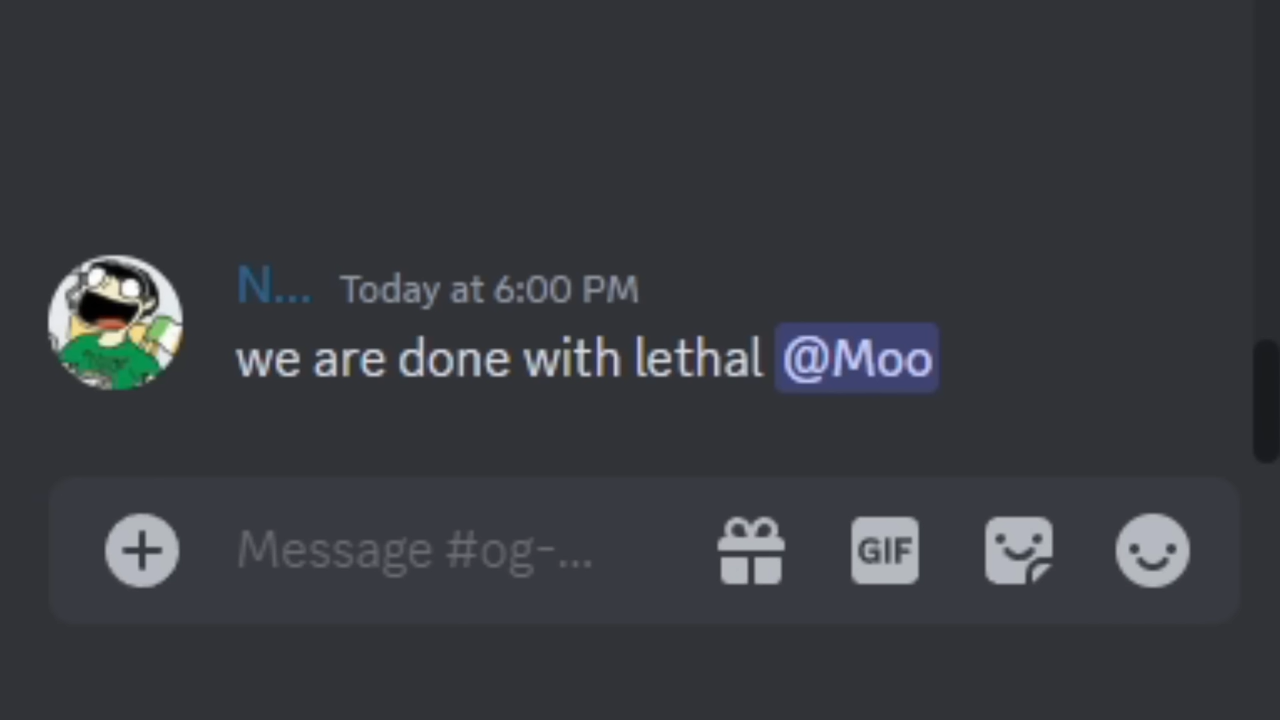 N... Today at 6:00 PM
we are done with lethal @Moo
Message #og-...
GIF